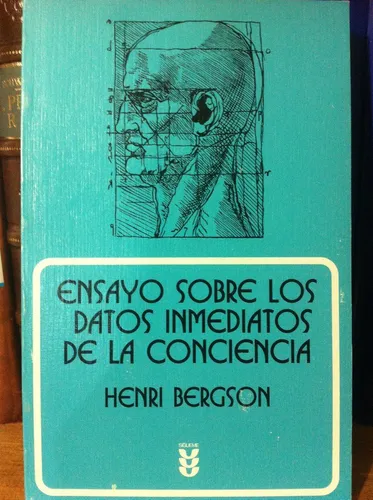 ENSAYO SOBRE LOS
DATOS INMEDIATOS
DE LA CONCIENCIA
HENRI BERGSON
SIGUEME